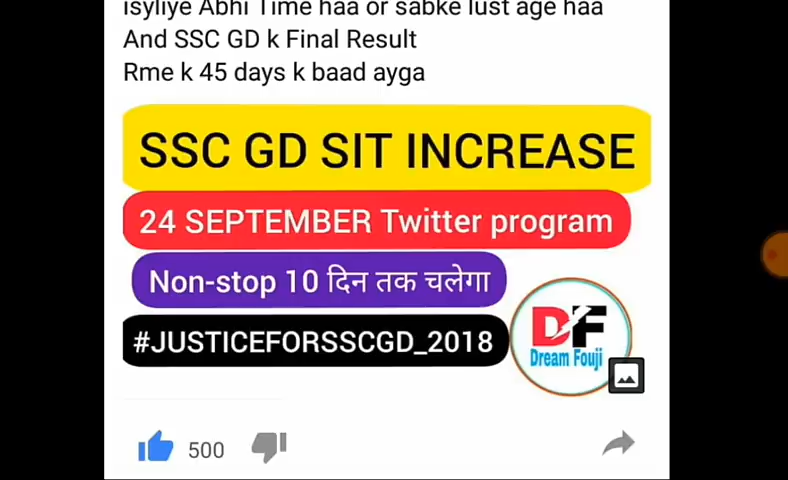 isyliye Abhi Time haa or sabke lust age haa
And SSC GD k Final Result
Rme k 45 days k baad ayga
SSC GD SIT INCREASE
24 SEPTEMBER Twitter program
Non-stop 10 दिन तक चलेगा
#JUSTICEFORSSCGD_2018
DF
Dream Fouji
500